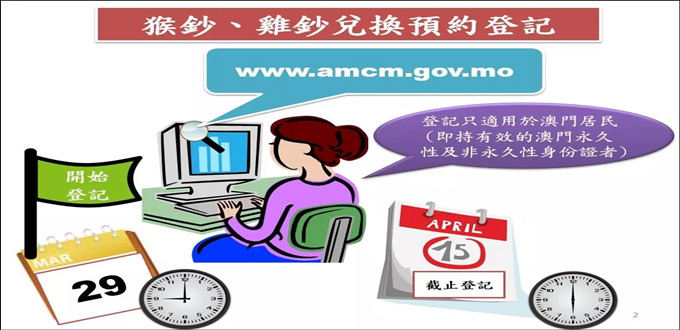 猴鈔、雞鈔兌換預約登記
www.amcm.gov.mo
登記只適用於澳門居民
(即持有效的澳門永久
性及非永久性身份證者)
開始
登記
MAR
29
APRIL
15
截止登記
2